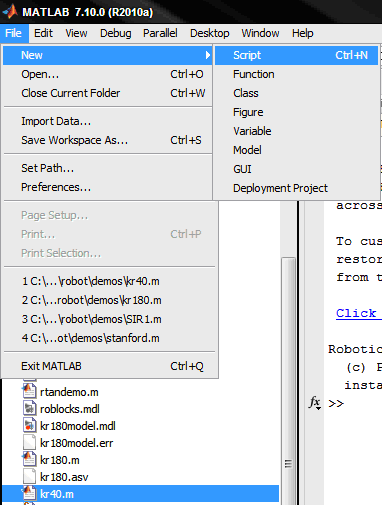 MATLAB 7.10.0 (R2010a)
File Edit View Debug Parallel Desktop Window Help
New
Open... Ctrl+O
Close Current Folder Ctrl+W
Import Data...
Save Workspace As... Ctrl+S
Set Path...
Preferences...
Page Setup...
Print... Ctrl+P
Print Selection...
1 C:\...\robot\demos\kr40.m
2 C:\...robot\demos\kr180.m
3 C:\...\robot\demos\SIR1.m
4 C:\...ot\demos\stanford.m
Exit MATLAB Ctrl+Q
Script Ctrl+N
Function
Class
Figure
Variable
Model
GUI
Deployment Project
across
To cus
restor
from t
Click
Robotic
(c) P
insta
fx >>
rtandemo.m
roblocks.mdl
kr180model.mdl
kr180model.err
kr180.m
kr180.asv
kr40.m